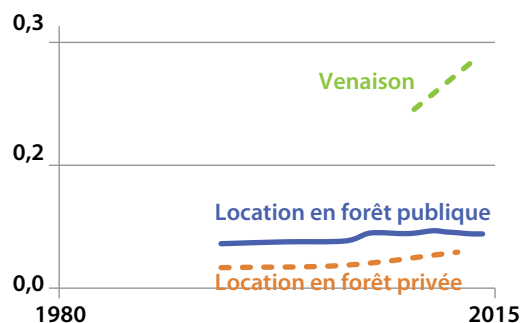 0,3
Venaison
0,2
Location en forêt publique
Location en forêt privée
0,0
1980
2015